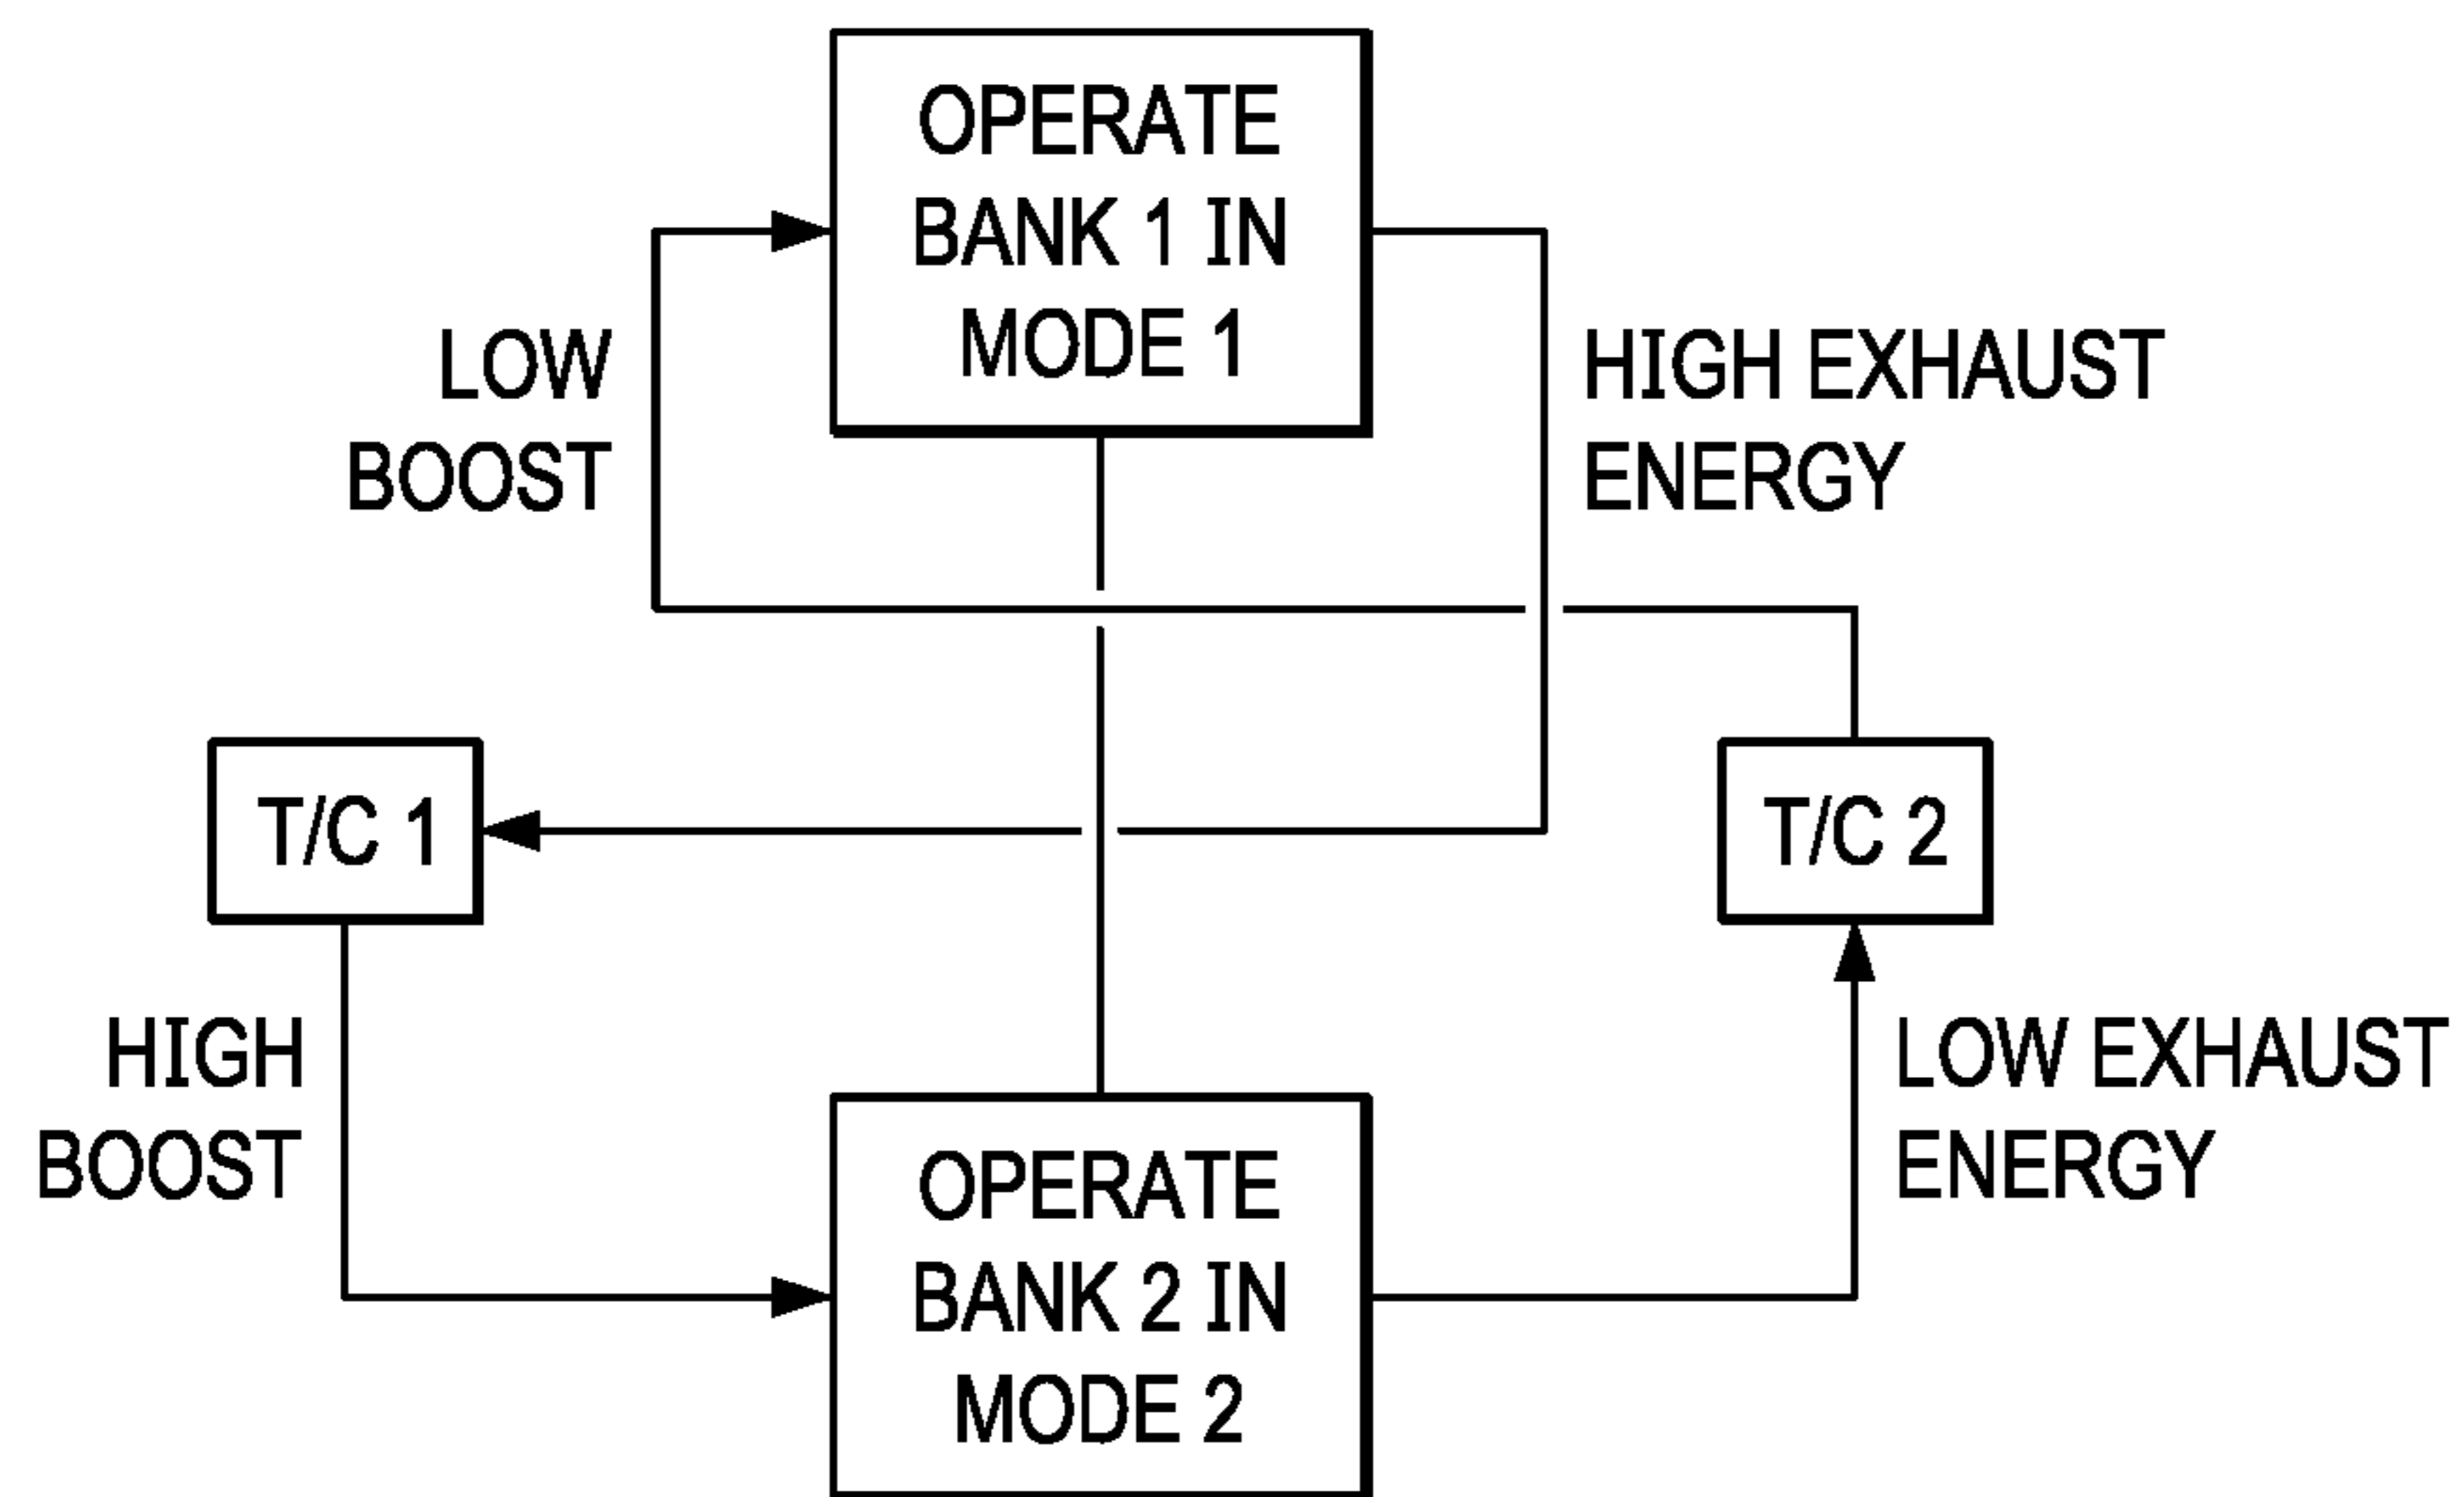 OPERATE
BANK 1 IN
MODE 1
LOW
BOOST
HIGH EXHAUST
ENERGY
T/C 1
T/C 2
HIGH
BOOST
LOW EXHAUST
ENERGY
OPERATE
BANK 2 IN
MODE 2